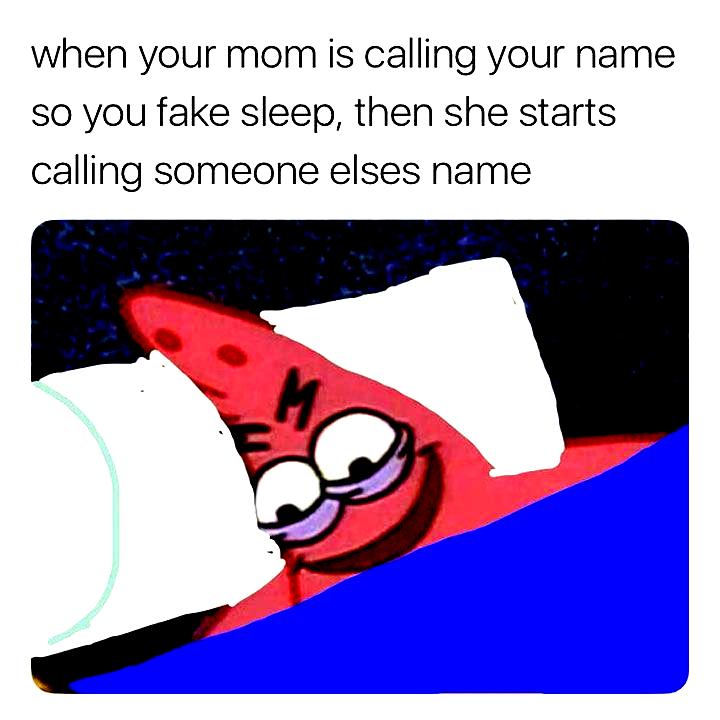 when your mom is calling your name
so you fake sleep, then she starts
calling someone elses name